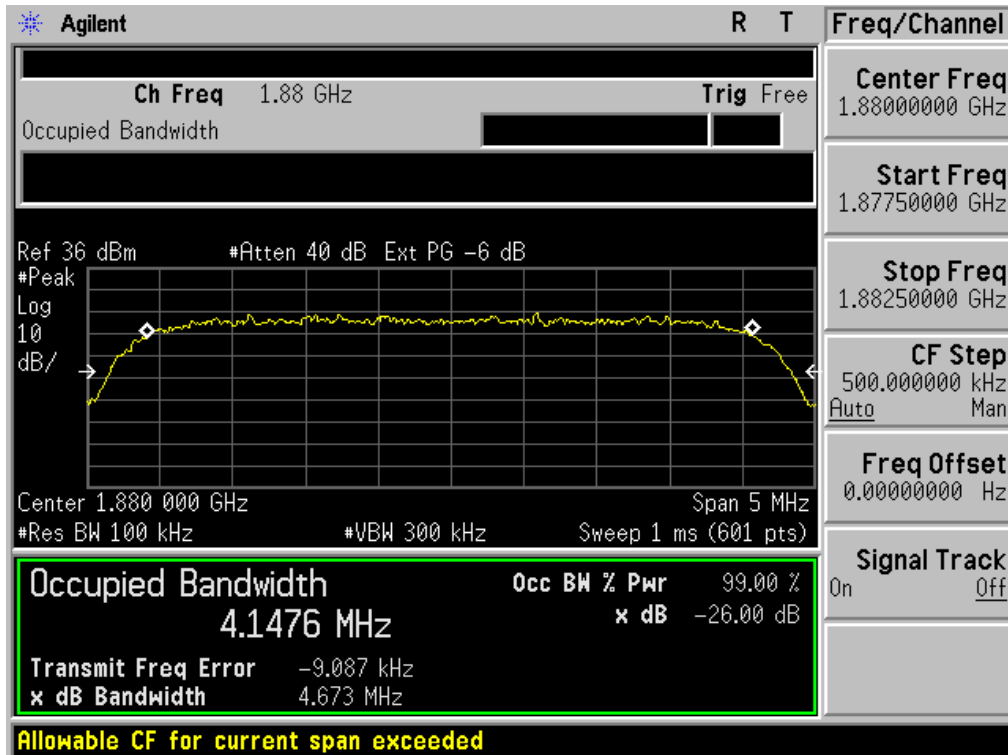 Agilent R T Freq/Channel
Ch Freq 1.88 GHz Trig Free
Occupied Bandwidth
Center Freq
1.88000000 GHz
Start Freq
1.87750000 GHz
Stop Freq
1.88250000 GHz
CF Step
500.000000 kHz
Auto Man
Freq Offset
0.00000000 Hz
Signal Track
On Off
Ref 36 dBm #Atten 40 dB Ext PG -6 dB
#Peak
Log
10
dB/
Center 1.880 000 GHz Span 5 MHz
#Res BW 100 kHz #VBW 300 kHz Sweep 1 ms (601 pts)
Occupied Bandwidth Occ BW % Pwr 99.00 %
4.1476 MHz x dB -26.00 dB
Transmit Freq Error -9.087 kHz
x dB Bandwidth 4.673 MHz
Allowable CF for current span exceeded